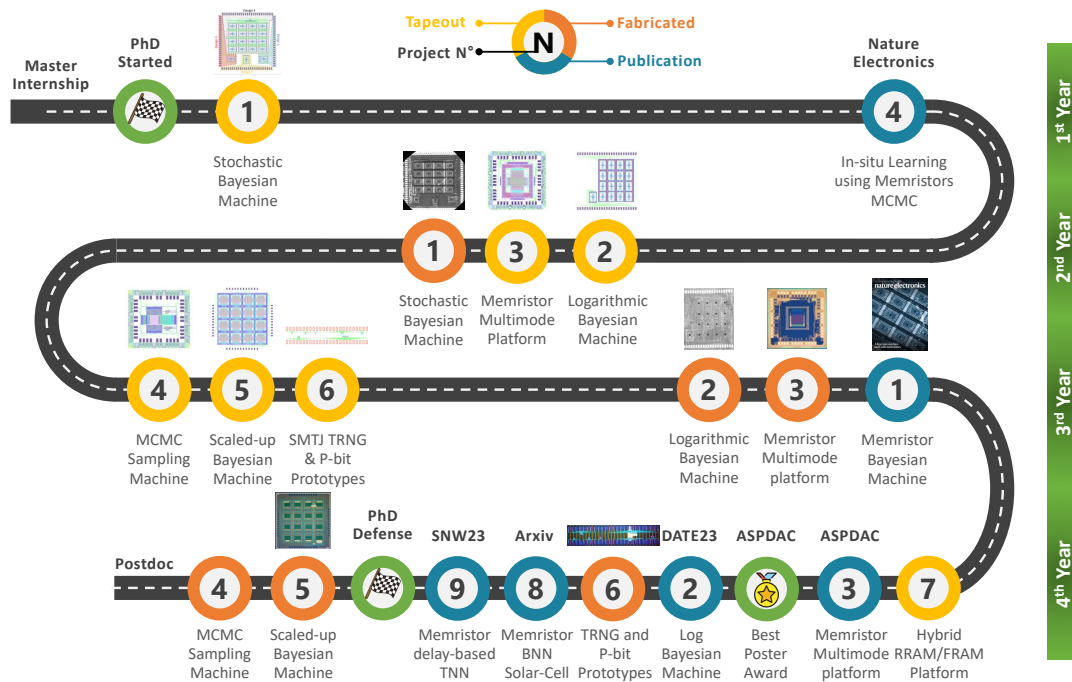 Tapeout
Fabricated
Project N°
N
Publication
PhD
Started
Master
Internship
Nature
Electronics
1
4
Stochastic
Bayesian
Machine
In-situ Learning
using Memristors
MCMC
1st Year
1
3
2
Stochastic
Bayesian
Machine
Memristor
Multimode
Platform
Logarithmic
Bayesian
Machine
2nd Year
nature electronics
4
5
6
2
3
1
MCMC
Sampling
Machine
Scaled-up
Bayesian
Machine
SMTJ TRNG
& P-bit
Prototypes
Logarithmic
Bayesian
Machine
Memristor
Multimode
platform
Memristor
Bayesian
Machine
3rd Year
Postdoc
PhD
Defense
SNW23
Arxiv
DATE23
ASPDAC
ASPDAC
4
5
9
8
6
2
3
7
MCMC
Sampling
Machine
Scaled-up
Bayesian
Machine
Memristor
delay-based
TNN
Memristor
BNN
Solar-Cell
TRNG and
P-bit
Prototypes
Log
Bayesian
Machine
Best
Poster
Award
Memristor
Multimode
platform
Hybrid
RRAM/FRAM
Platform
4th Year